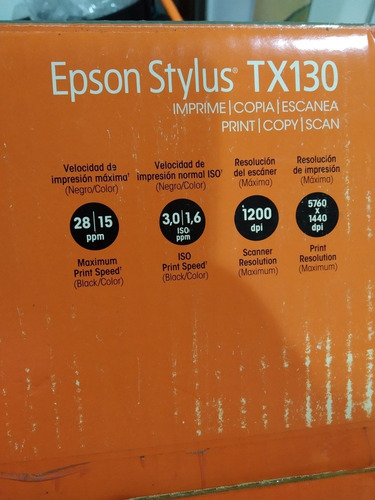 Epson Stylus® TX130
IMPRIME|COPIA|ESCANEA
PRINT|COPY|SCAN
Velocidad de
impresión máxima¹
(Negro/Color)
28|15
ppm
Maximum
Print Speed¹
(Black/Color)
Velocidad de
impresión normal ISO¹
(Negro/Color)
3,0|1,6
ISO
ppm
ISO
Print Speed¹
(Black/Color)
Resolución
del escáner
(Máxima)
1200
dpi
Scanner
Resolution
(Maximum)
Resolución
de impresión
(Máxima)
5760
x
1440
dpi
Print
Resolution
(Maximum)